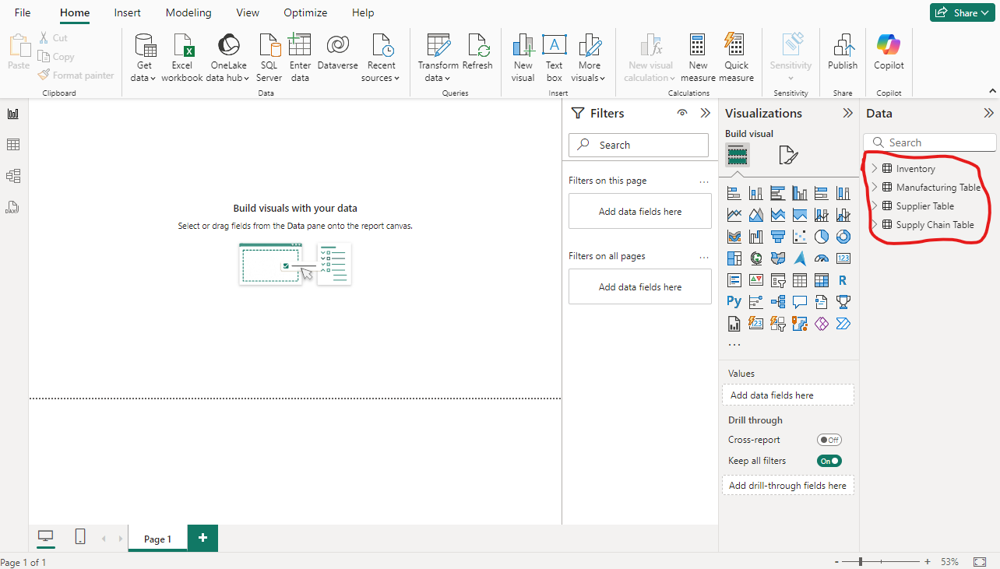 File Home Insert Modeling View Optimize Help Share
Paste
Cut
Copy
Format painter
Clipboard
Get data
Excel workbook
OneLake data hub
SQL Server
Enter data
Dataverse
Recent sources
Data
Transform data
Refresh
Queries
New visual
Text box
More visuals
Insert
New visual calculation
New measure
Quick measure
Calculations
Sensitivity
Sensitivity
Publish
Share
Copilot
Copilot
Build visuals with your data
Select or drag fields from the Data pane onto the report canvas.
Filters
Search
Filters on this page ...
Add data fields here
Filters on all pages ...
Add data fields here
Visualizations
Build visual
R
Py
123
123
DAX
...
Values
Add data fields here
Drill through
Cross-report Off
Keep all filters On
Add drill-through fields here
Data
Search
Inventory
Manufacturing Table
Supplier Table
Supply Chain Table
Page 1 +
Page 1 of 1
- + 53%